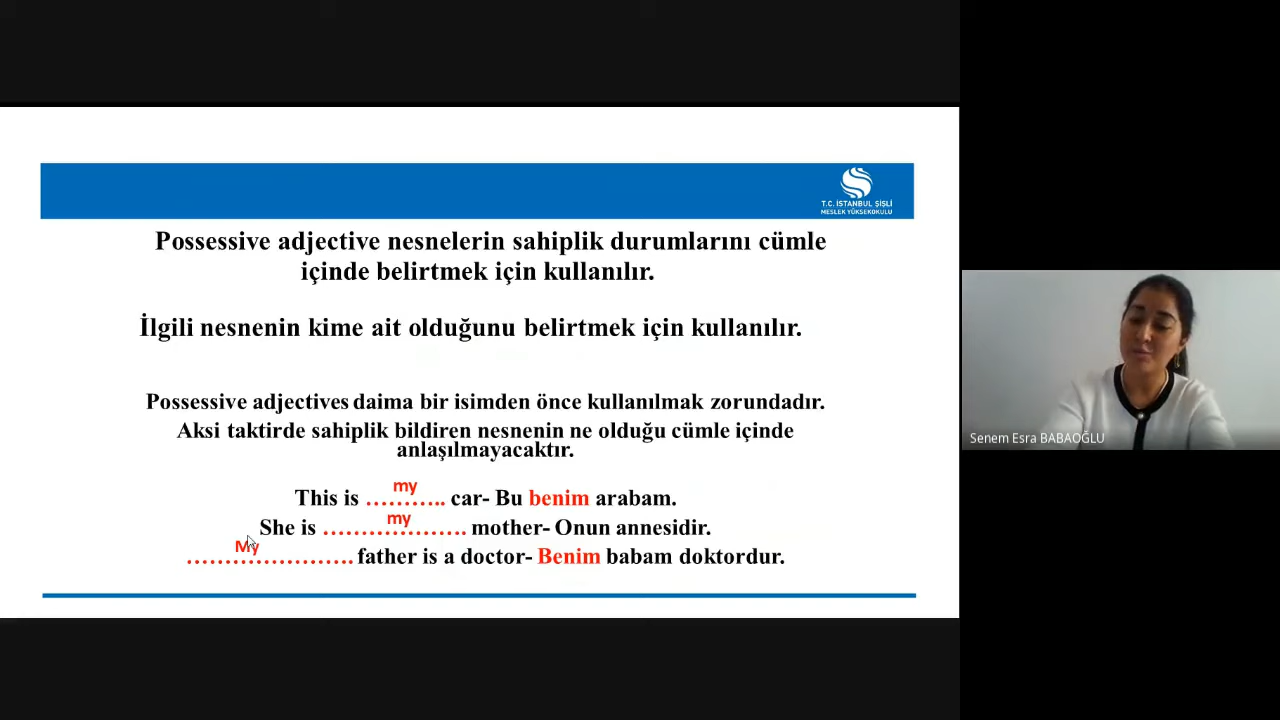 T.C. İSTANBUL ŞİŞLİ
MESLEK YÜKSEKOKULU
Possessive adjective nesnelerin sahiplik durumlarını cümle
içinde belirtmek için kullanılır.
İlgili nesnenin kime ait olduğunu belirtmek için kullanılır.
Possessive adjectives daima bir isimden önce kullanılmak zorundadır.
Aksi taktirde sahiplik bildiren nesnenin ne olduğu cümle içinde
anlaşılmayacaktır.
my
This is ……….. car- Bu benim arabam.
my
She is …………………. mother- Onun annesidir.
My
……………………. father is a doctor- Benim babam doktordur.
Senem Esra BABAOĞLU